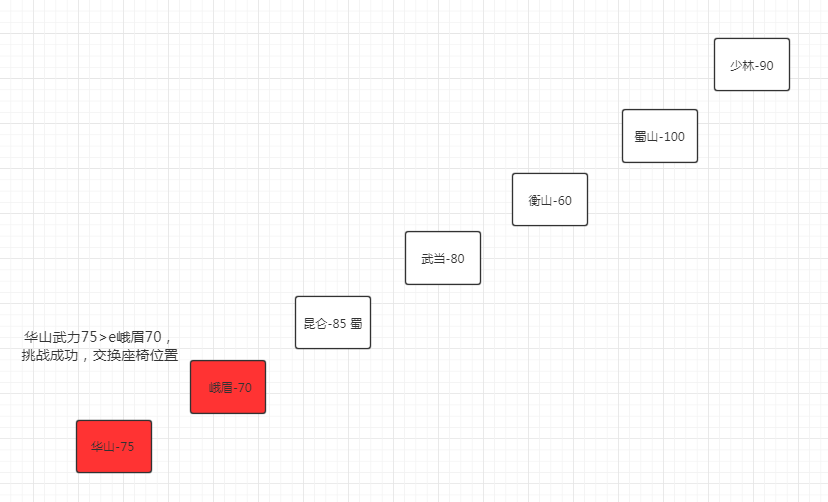 少林-90
蜀山-100
衡山-60
武当-80
昆仑-85 蜀
华山武力75>e峨眉70，
挑战成功，交换座椅位置
峨眉-70
华山-75